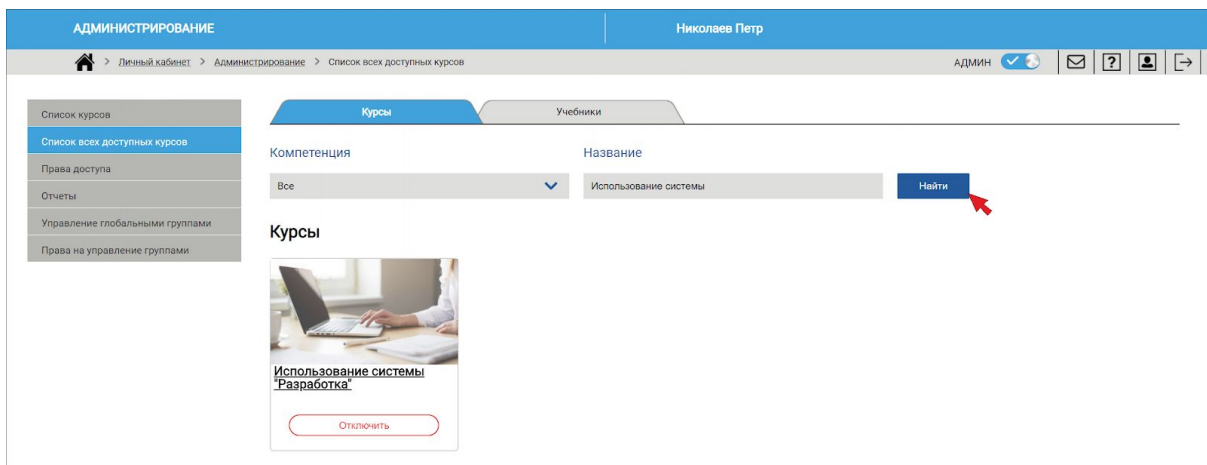 АДМИНИСТРИРОВАНИЕ
Николаев Петр
> Личный кабинет > Администрирование > Список всех доступных курсов
АДМИН
?
Список курсов
Список всех доступных курсов
Права доступа
Отчеты
Управление глобальными группами
Права на управление группами
Курсы
Учебники
Компетенция
Название
Все
Использование системы
Найти
Курсы
Использование системы
"Разработка"
Отключить